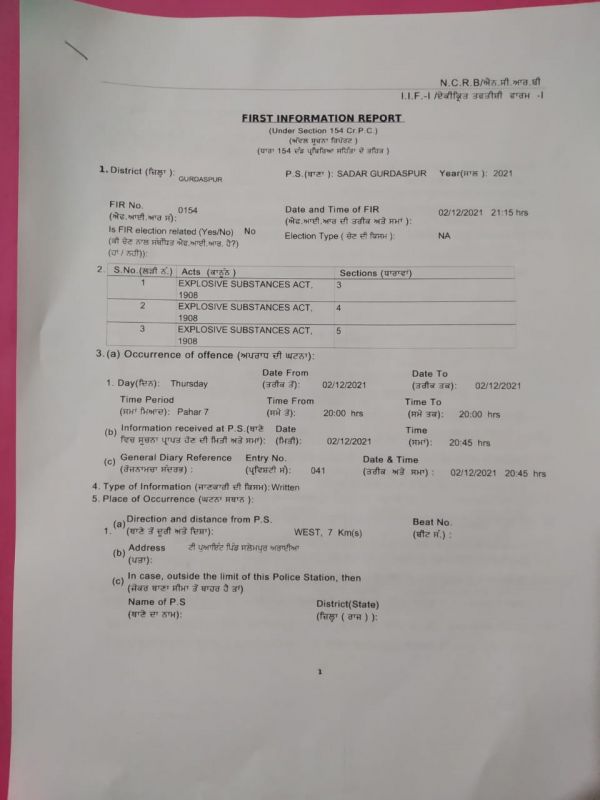 N.C.R.B/ਐਨ.ਸੀ.ਆਰ.ਬੀ
I.I.F.-I /ਏਕੀਕ੍ਰਿਤ ਤਫਤੀਸ਼ੀ ਫਾਰਮ -I
FIRST INFORMATION REPORT
(Under Section 154 Cr P.C.)
(ਅੱਵਲ ਸੂਚਨਾ ਰਿਪੋਰਟ )
(ਧਾਰਾ 154 ਦੰਡ ਪ੍ਰਕਿਰਿਆ ਸੰਹਿਤਾ ਦੇ ਤਹਿਤ )
1. District (ਜ਼ਿਲ੍ਹਾ ): GURDASPUR P.S.(ਥਾਣਾ ): SADAR GURDASPUR Year(ਸਾਲ ): 2021
FIR No. 0154 Date and Time of FIR 02/12/2021 21:15 hrs
(ਐਫ.ਆਈ.ਆਰ ਸੰ): (ਐਫ.ਆਈ.ਆਰ ਦੀ ਤਰੀਕ ਅਤੇ ਸਮਾ ):
Is FIR election related (Yes/No) No Election Type ( ਚੋਣ ਦੀ ਕਿਸਮ ): NA
(ਕੀ ਚੋਣ ਨਾਲ ਸਬੰਧਿਤ ਐਫ.ਆਈ.ਆਰ. ਹੈ?)
(ਹਾਂ / ਨਹੀਂ)):
2. S.No.(ਲੜੀ ਨੰ.) Acts (ਕਾਨੂੰਨ ) Sections (ਧਾਰਾਵਾਂ)
1 EXPLOSIVE SUBSTANCES ACT, 3
1908
2 EXPLOSIVE SUBSTANCES ACT, 4
1908
3 EXPLOSIVE SUBSTANCES ACT, 5
1908
3. (a) Occurrence of offence (ਅਪਰਾਧ ਦੀ ਘਟਨਾ):
1. Day(ਦਿਨ): Thursday Date From 02/12/2021 Date To 02/12/2021
(ਤਰੀਕ ਤੋਂ): (ਤਰੀਕ ਤਕ):
Time Period Time From Time To
(ਸਮਾਂ ਮਿਆਦ): Pahar 7 (ਸਮੇ ਤੋਂ): 20:00 hrs (ਸਮੇ ਤਕ): 20:00 hrs
(b) Information received at P.S.(ਥਾਣੇ Date Time
ਵਿਚ ਸੂਚਨਾ ਪ੍ਰਾਪਤ ਹੋਣ ਦੀ ਮਿਤੀ ਅਤੇ ਸਮਾਂ): (ਮਿਤੀ): 02/12/2021 (ਸਮਾਂ): 20:45 hrs
(c) General Diary Reference Entry No. Date & Time
(ਰੋਜ਼ਨਾਮਚਾ ਸੰਦਰਭ) : (ਪ੍ਰਵਿਸ਼ਟੀ ਸੰ): 041 (ਤਰੀਕ ਅਤੇ ਸਮਾਂ) : 02/12/2021 20:45 hrs
4. Type of Information (ਜਾਣਕਾਰੀ ਦੀ ਕਿਸਮ): Written
5. Place of Occurrence (ਘਟਨਾ ਸਥਾਨ ):
1. (a) Direction and distance from P.S. WEST, 7 Km(s) Beat No.
(ਥਾਣੇ ਤੋਂ ਦੂਰੀ ਅਤੇ ਦਿਸ਼ਾ): (ਬੀਟ ਸੰ.) :
(b) Address ਟੀ ਪੁਆਇੰਟ ਪਿੰਡ ਸਲੇਮਪੁਰ ਅਰਾਈਆ
(ਪਤਾ):
(c) In case, outside the limit of this Police Station, then
(ਜੇਕਰ ਥਾਣਾ ਸੀਮਾ ਤੋਂ ਬਾਹਰ ਹੈ ਤਾਂ)
Name of P.S District(State)
(ਥਾਣੇ ਦਾ ਨਾਮ): (ਜ਼ਿਲ੍ਹਾ ( ਰਾਜ ) ):
1